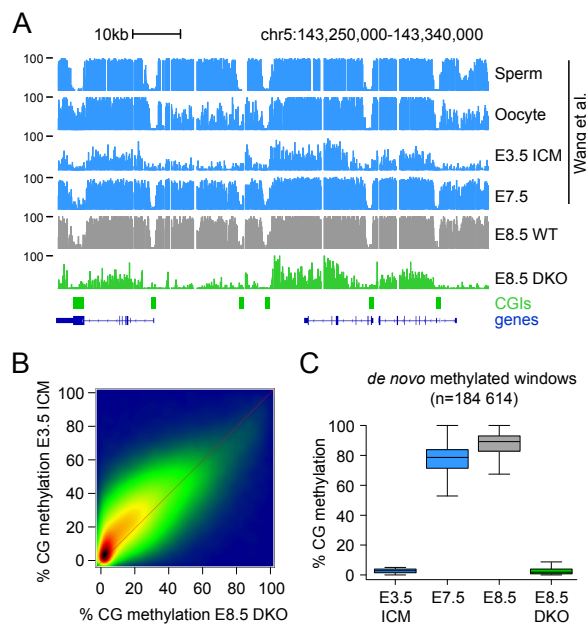 A
10kb
chr5:143,250,000-143,340,000
100
Sperm
100
Oocyte
100
E3.5 ICM
100
E7.5
Wang et al.
100
E8.5 WT
100
E8.5 DKO
CGIs
genes
B
% CG methylation E3.5 ICM
100
80
60
40
20
0
0 20 40 60 80 100
% CG methylation E8.5 DKO
C
de novo methylated windows
(n=184 614)
% CG methylation
100
80
60
40
20
0
E3.5 ICM
E7.5
E8.5
E8.5 DKO